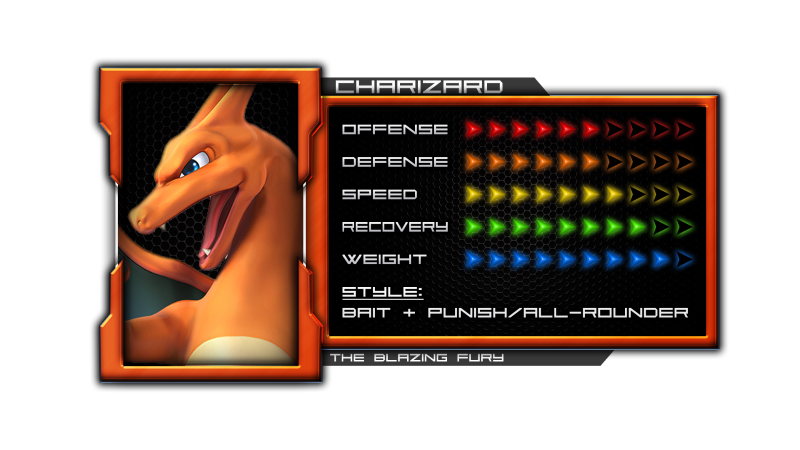 CHARIZARD
OFFENSE
DEFENSE
SPEED
RECOVERY
WEIGHT
STYLE:
BAIT + PUNISH/ALL-ROUNDER
THE BLAZING FURY